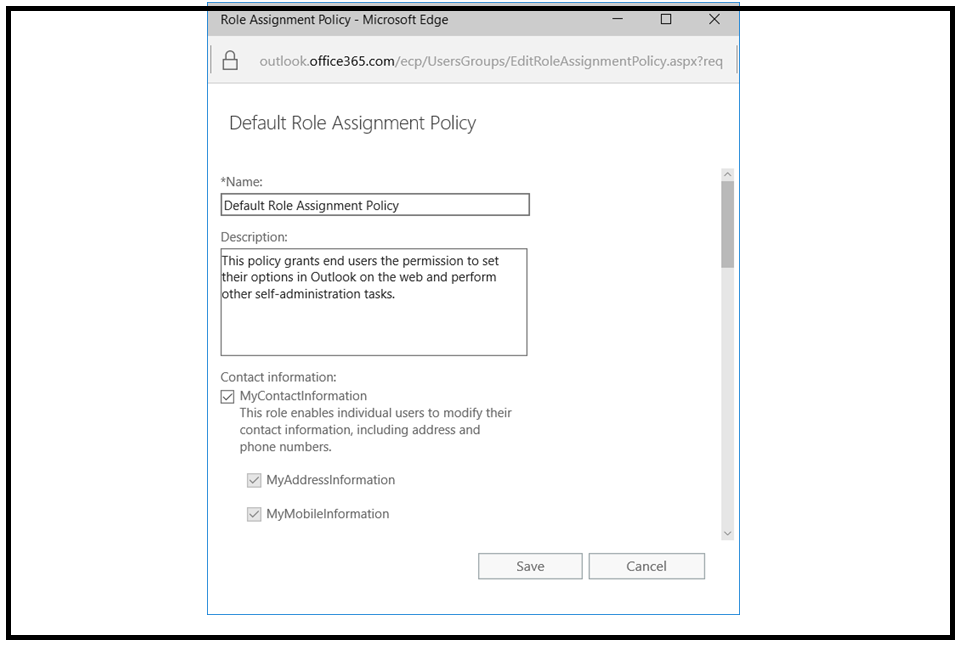 Role Assignment Policy - Microsoft Edge
outlook.office365.com/ecp/UsersGroups/EditRoleAssignmentPolicy.aspx?req
Default Role Assignment Policy
*Name:
Default Role Assignment Policy
Description:
This policy grants end users the permission to set
their options in Outlook on the web and perform
other self-administration tasks.
Contact information:
MyContactInformation
This role enables individual users to modify their
contact information, including address and
phone numbers.
MyAddressInformation
MyMobileInformation
Save Cancel